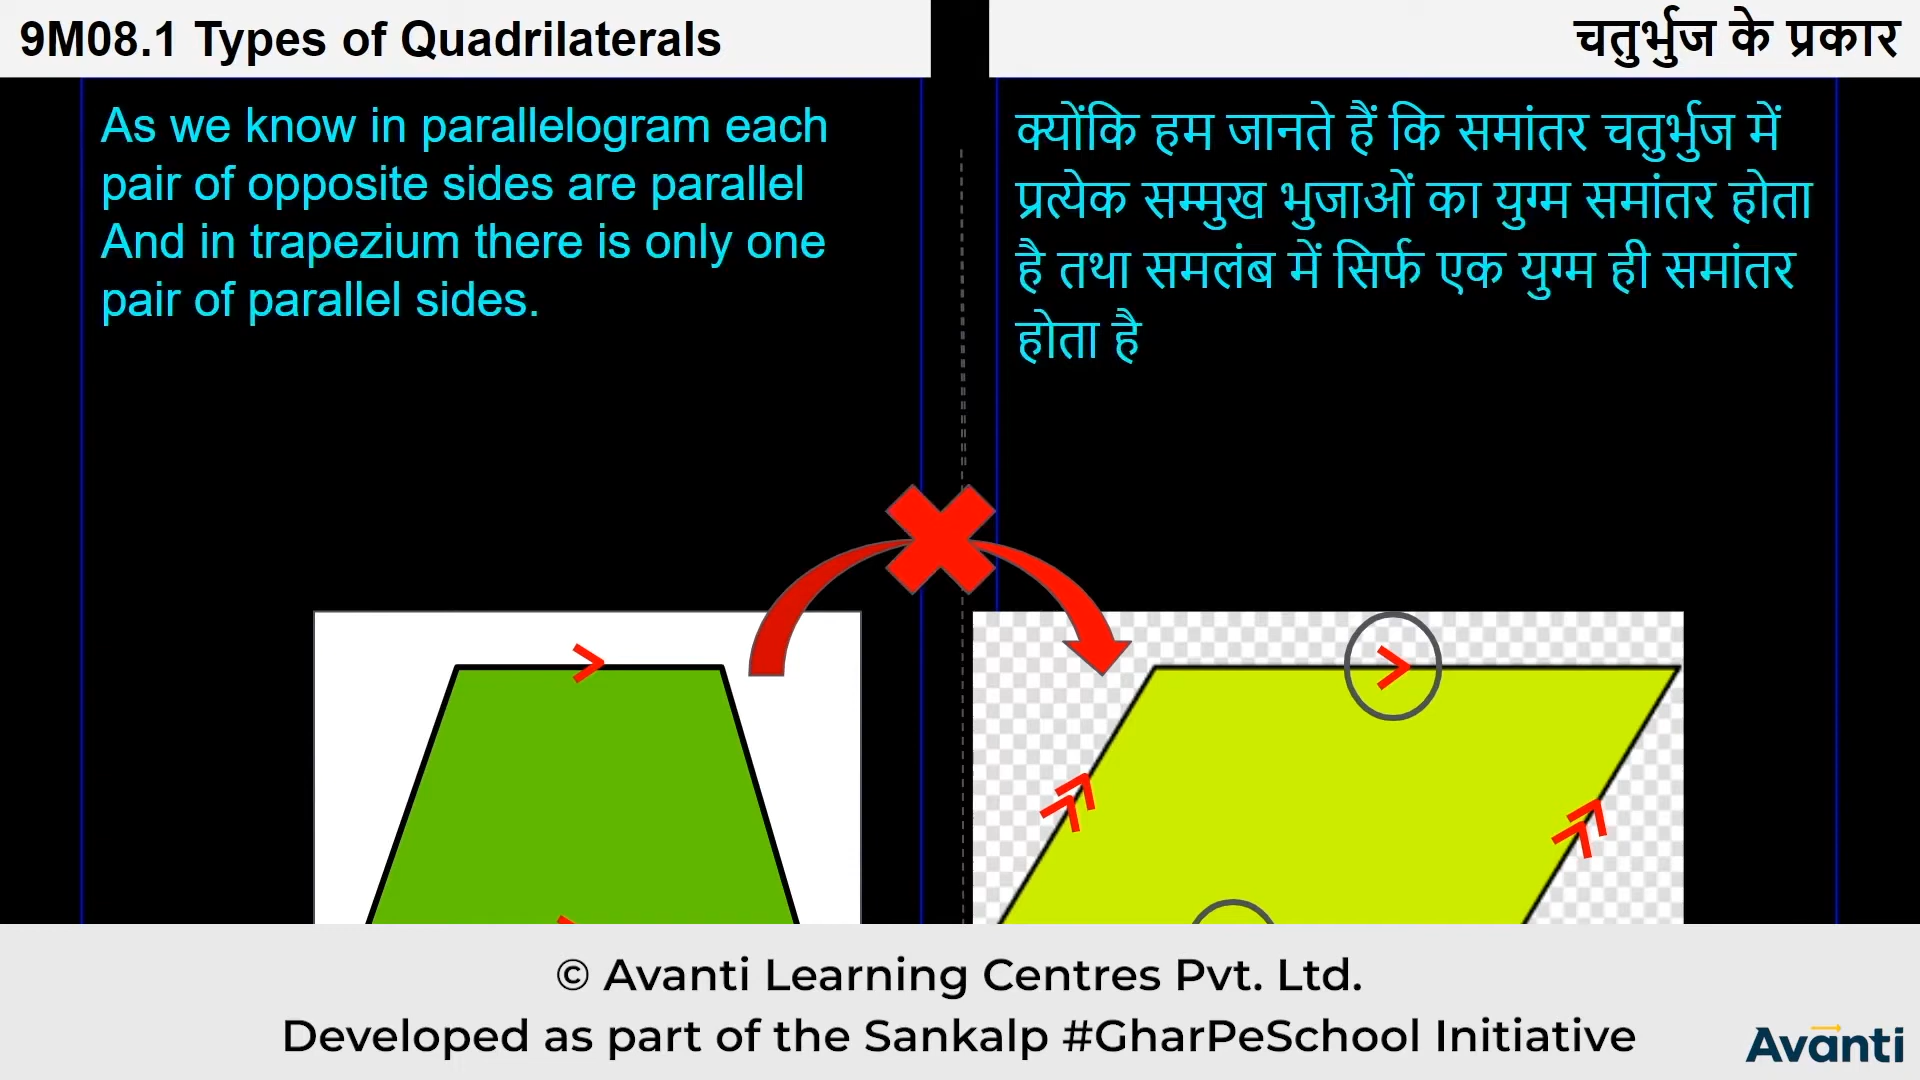 9M08.1 Types of Quadrilaterals
चतुर्भुज के प्रकार
As we know in parallelogram each
pair of opposite sides are parallel
And in trapezium there is only one
pair of parallel sides.
क्योंकि हम जानते हैं कि समांतर चतुर्भुज में
प्रत्येक सम्मुख भुजाओं का युग्म समांतर होता
है तथा समलंब में सिर्फ एक युग्म ही समांतर
होता है
© Avanti Learning Centres Pvt. Ltd.
Developed as part of the Sankalp #GharPeSchool Initiative
Avanti